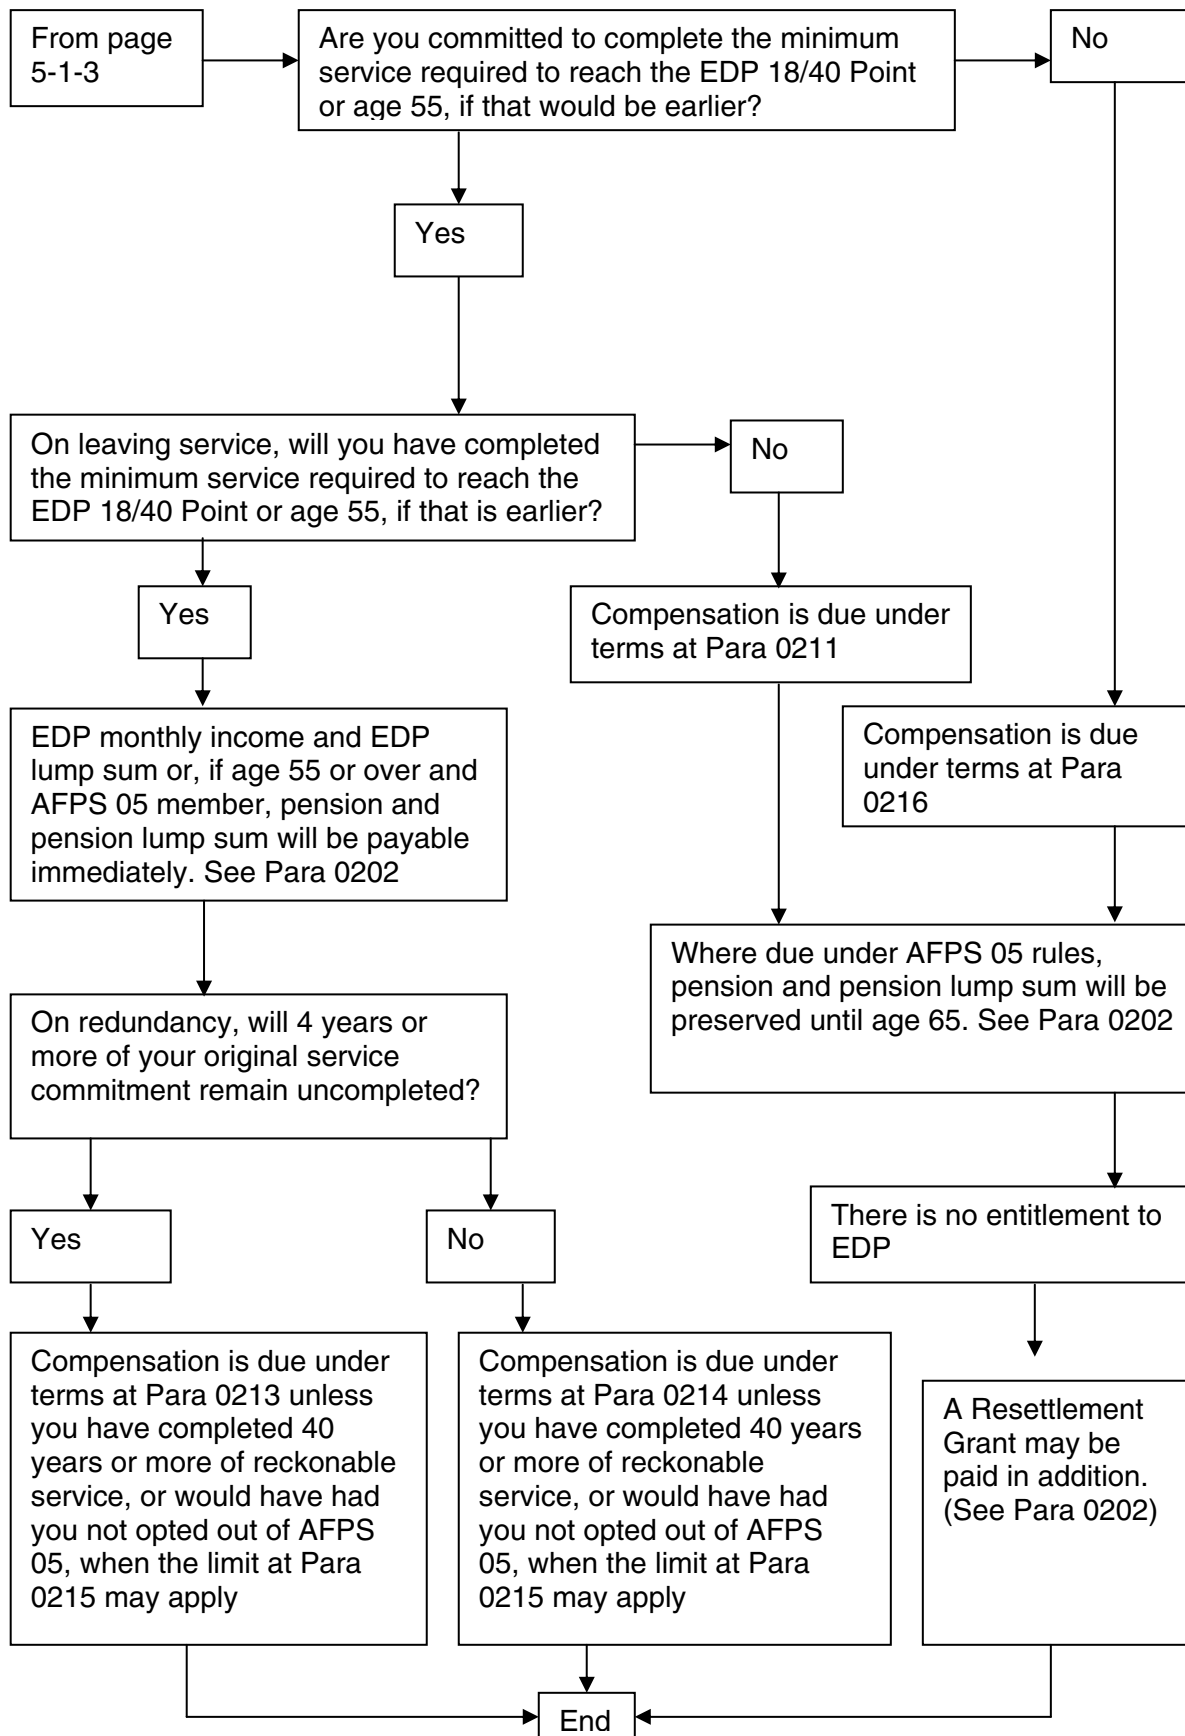 From page
5-1-3
Are you committed to complete the minimum
service required to reach the EDP 18/40 Point
or age 55, if that would be earlier?
No
Yes
On leaving service, will you have completed
the minimum service required to reach the
EDP 18/40 Point or age 55, if that is earlier?
No
Yes
Compensation is due under
terms at Para 0211
EDP monthly income and EDP
lump sum or, if age 55 or over and
AFPS 05 member, pension and
pension lump sum will be payable
immediately. See Para 0202
Compensation is due
under terms at Para
0216
Where due under AFPS 05 rules,
pension and pension lump sum will be
preserved until age 65. See Para 0202
On redundancy, will 4 years or
more of your original service
commitment remain uncompleted?
Yes
No
There is no entitlement to
EDP
Compensation is due under
terms at Para 0213 unless
you have completed 40
years or more of reckonable
service, or would have had
you not opted out of AFPS
05, when the limit at Para
0215 may apply
Compensation is due under
terms at Para 0214 unless
you have completed 40 years
or more of reckonable
service, or would have had
you not opted out of AFPS
05, when the limit at Para
0215 may apply
A Resettlement
Grant may be
paid in addition.
(See Para 0202)
End